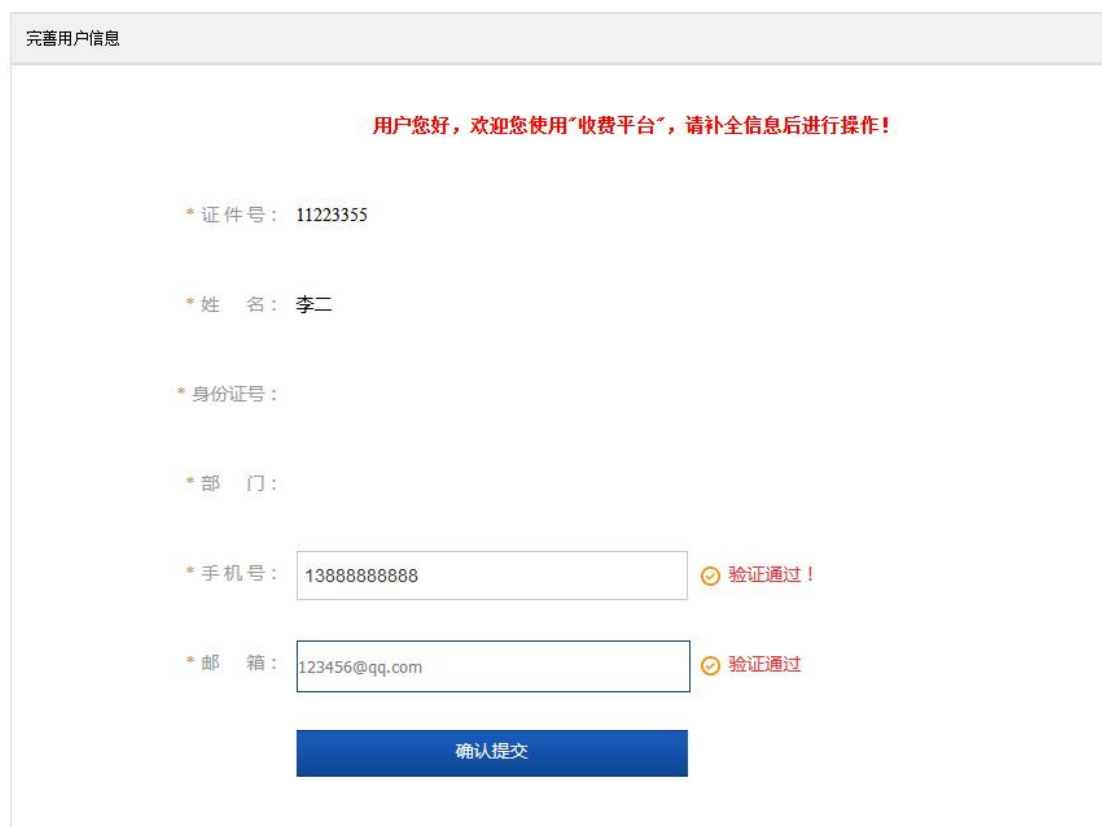 完善用户信息
用户您好，欢迎您使用"收费平台"，请补全信息后进行操作！
* 证 件 号： 11223355
* 姓 名： 李二
* 身份证号：
* 部 门：
* 手 机 号： 13888888888 验证通过！
* 邮 箱： 123456@qq.com 验证通过
确认提交